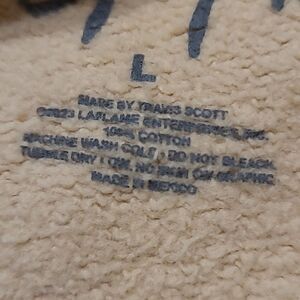 L
MADE BY TRAVIS SCOTT
©2023 LAFLAME ENTERPRISES, INC.
100% COTTON
MACHINE WASH COLD - DO NOT BLEACH
TUMBLE DRY LOW, NO IRON ON GRAPHIC
MADE IN MEXICO